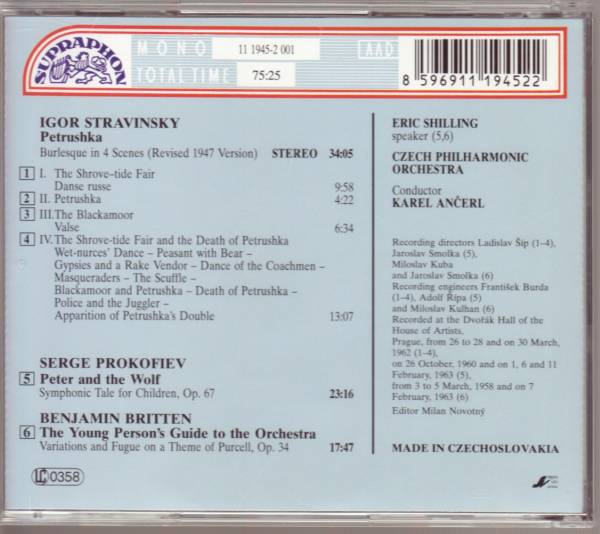 SUPRAPHON
MONO 11 1945-2 001 AAD
TOTAL TIME 75:25
8 596911 194522
IGOR STRAVINSKY
Petrushka
Burlesque in 4 Scenes (Revised 1947 Version) STEREO 34:05
1 I. The Shrove-tide Fair
Danse russe 9:58
2 II. Petrushka 4:22
3 III. The Blackamoor
Valse 6:34
4 IV. The Shrove-tide Fair and the Death of Petrushka
Wet-nurces' Dance – Peasant with Bear –
Gypsies and a Rake Vendor – Dance of the Coachmen –
Masqueraders – The Scuffle –
Blackamoor and Petrushka – Death of Petrushka –
Police and the Juggler –
Apparition of Petrushka's Double 13:07
SERGE PROKOFIEV
5 Peter and the Wolf
Symphonic Tale for Children, Op. 67 23:16
BENJAMIN BRITTEN
6 The Young Person's Guide to the Orchestra
Variations and Fugue on a Theme of Purcell, Op. 34 17:47
LC 0358
ERIC SHILLING
speaker (5,6)
CZECH PHILHARMONIC
ORCHESTRA
Conductor
KAREL ANČERL
Recording directors Ladislav Šíp (1–4),
Jaroslav Smolka (5),
Miloslav Kuba
and Jaroslav Smolka (6)
Recording engineers František Burda
(1–4), Adolf Řípa (5)
and Miloslav Kulhan (6)
Recorded at the Dvořák Hall of the
House of Artists,
Prague, from 26 to 28 and on 30 March,
1962 (1–4),
on 26 October, 1960 and on 1, 6 and 11
February, 1963 (5),
from 3 to 5 March, 1958 and on 7
February, 1963 (6)
Editor Milan Novotný
MADE IN CZECHOSLOVAKIA